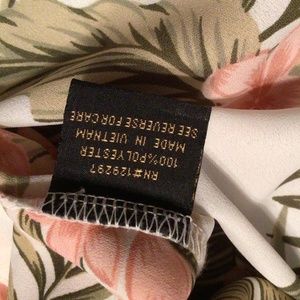 RN#129297
100%POLYESTER
MADE IN VIETNAM
SEE REVERSE FOR CARE